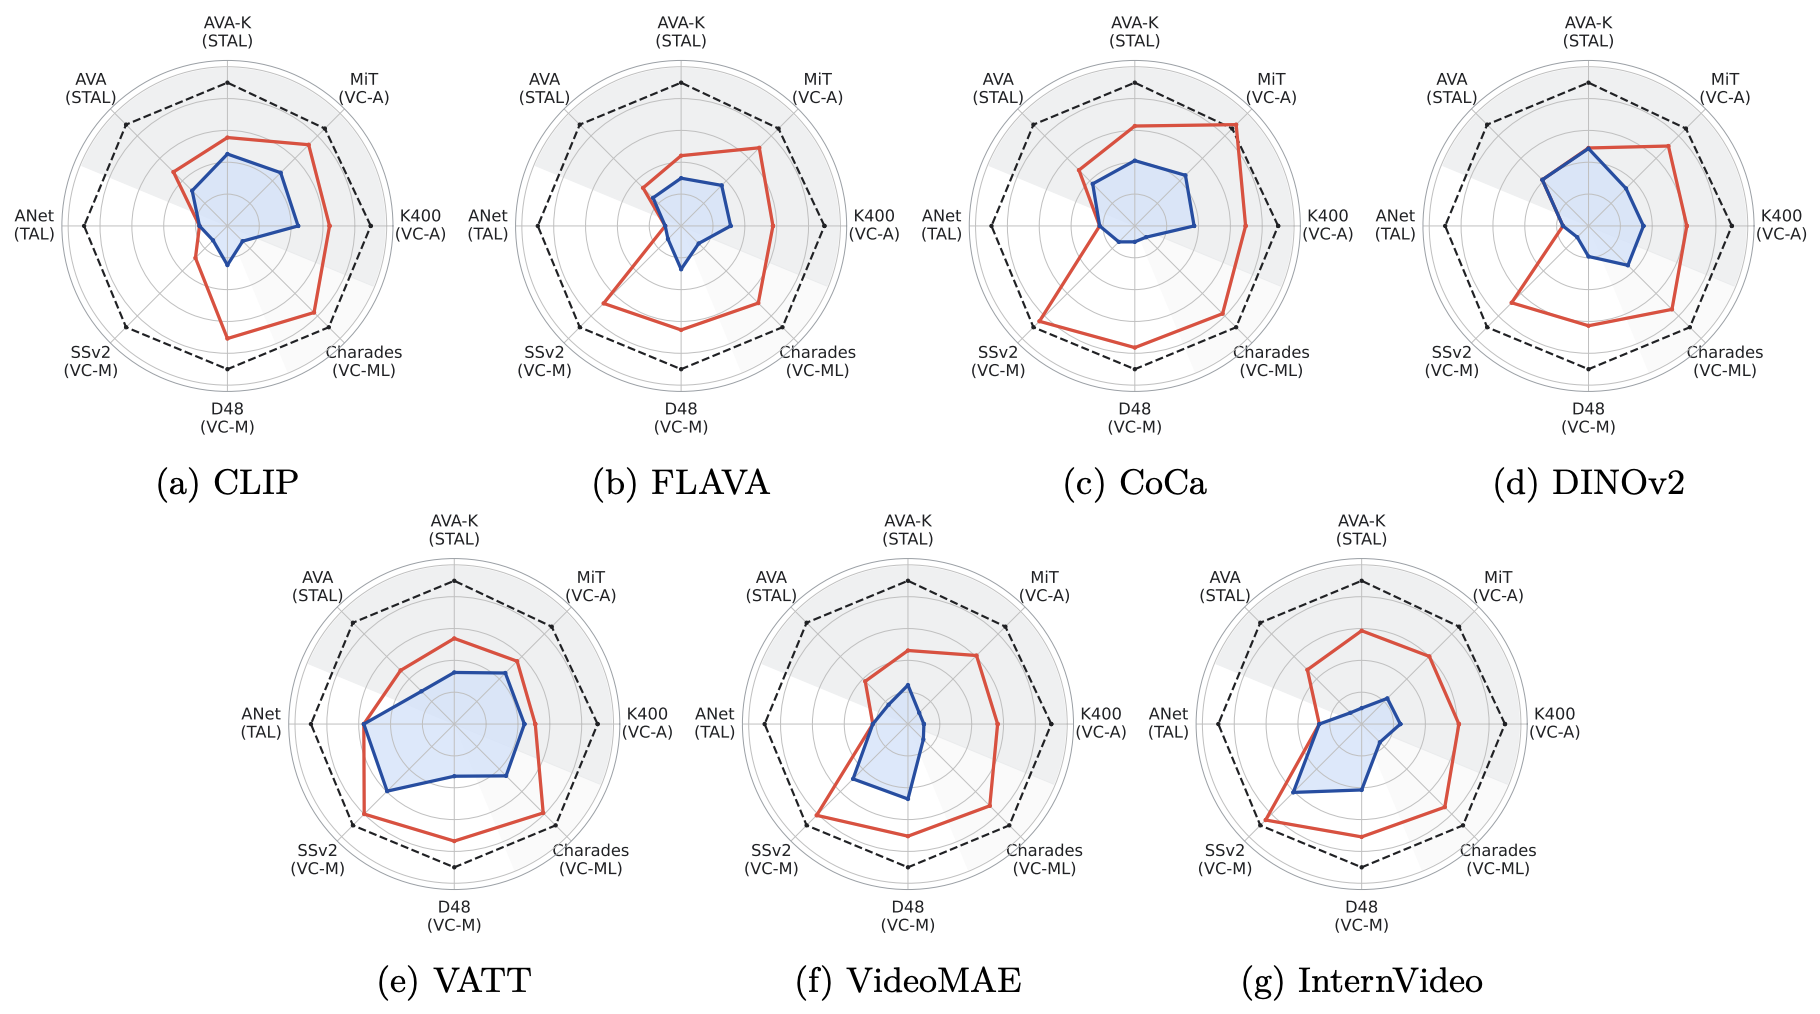 AVA-K
(STAL)
MiT
(VC-A)
AVA
(STAL)
K400
(VC-A)
ANet
(TAL)
Charades
(VC-ML)
SSv2
(VC-M)
D48
(VC-M)
(a) CLIP
AVA-K
(STAL)
MiT
(VC-A)
AVA
(STAL)
K400
(VC-A)
ANet
(TAL)
Charades
(VC-ML)
SSv2
(VC-M)
D48
(VC-M)
(b) FLAVA
AVA-K
(STAL)
MiT
(VC-A)
AVA
(STAL)
K400
(VC-A)
ANet
(TAL)
Charades
(VC-ML)
SSv2
(VC-M)
D48
(VC-M)
(c) CoCa
AVA-K
(STAL)
MiT
(VC-A)
AVA
(STAL)
K400
(VC-A)
ANet
(TAL)
Charades
(VC-ML)
SSv2
(VC-M)
D48
(VC-M)
(d) DINOv2
AVA-K
(STAL)
MiT
(VC-A)
AVA
(STAL)
K400
(VC-A)
ANet
(TAL)
Charades
(VC-ML)
SSv2
(VC-M)
D48
(VC-M)
(e) VATT
AVA-K
(STAL)
MiT
(VC-A)
AVA
(STAL)
K400
(VC-A)
ANet
(TAL)
Charades
(VC-ML)
SSv2
(VC-M)
D48
(VC-M)
(f) VideoMAE
AVA-K
(STAL)
MiT
(VC-A)
AVA
(STAL)
K400
(VC-A)
ANet
(TAL)
Charades
(VC-ML)
SSv2
(VC-M)
D48
(VC-M)
(g) InternVideo